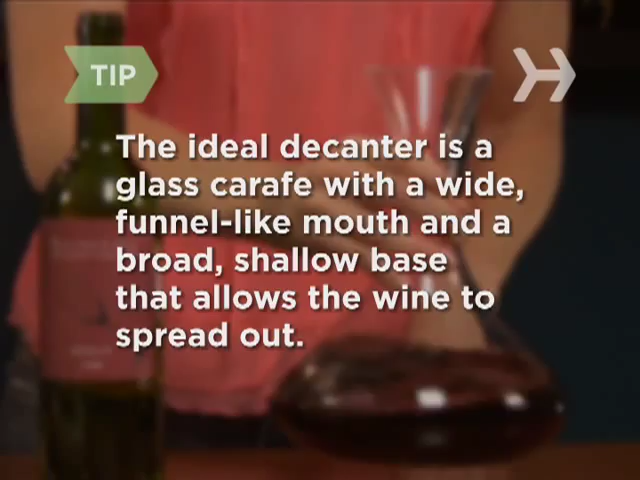 TIP
The ideal decanter is a
glass carafe with a wide,
funnel-like mouth and a
broad, shallow base
that allows the wine to
spread out.